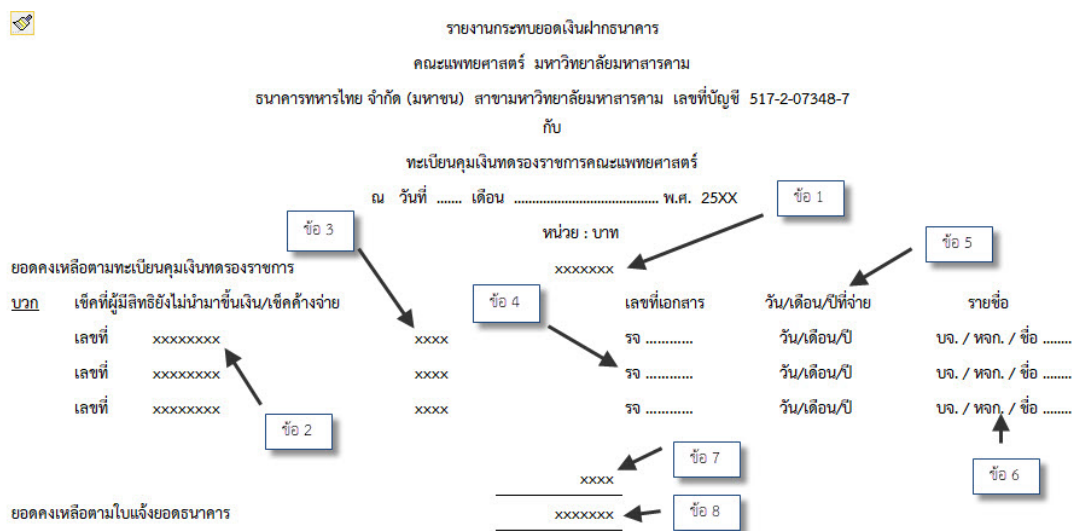 รายงานกระทบยอดเงินฝากธนาคาร
คณะแพทยศาสตร์ มหาวิทยาลัยมหาสารคาม
ธนาคารทหารไทย จำกัด (มหาชน) สาขามหาวิทยาลัยมหาสารคาม เลขที่บัญชี 517-2-07348-7
กับ
ทะเบียนคุมเงินทดรองราชการคณะแพทยศาสตร์
ณ วันที่ ....... เดือน ........................................ พ.ศ. 25XX
ข้อ 1
ข้อ 3
หน่วย : บาท
ข้อ 5
ยอดคงเหลือตามทะเบียนคุมเงินทดรองราชการ xxxxxxx
บวก เช็คที่ผู้มีสิทธิยังไม่นำมาขึ้นเงิน/เช็คค้างจ่าย ข้อ 4 เลขที่เอกสาร วัน/เดือน/ปีที่จ่าย รายชื่อ
เลขที่ xxxxxxxx xxxx รจ ............ วัน/เดือน/ปี บจ. / หจก. / ชื่อ ........
เลขที่ xxxxxxxx xxxx รจ ............ วัน/เดือน/ปี บจ. / หจก. / ชื่อ ........
เลขที่ xxxxxxxx xxxx รจ ............ วัน/เดือน/ปี บจ. / หจก. / ชื่อ ........
ข้อ 2
ข้อ 7
ข้อ 6
xxxx
ยอดคงเหลือตามใบแจ้งยอดธนาคาร xxxxxxx ข้อ 8